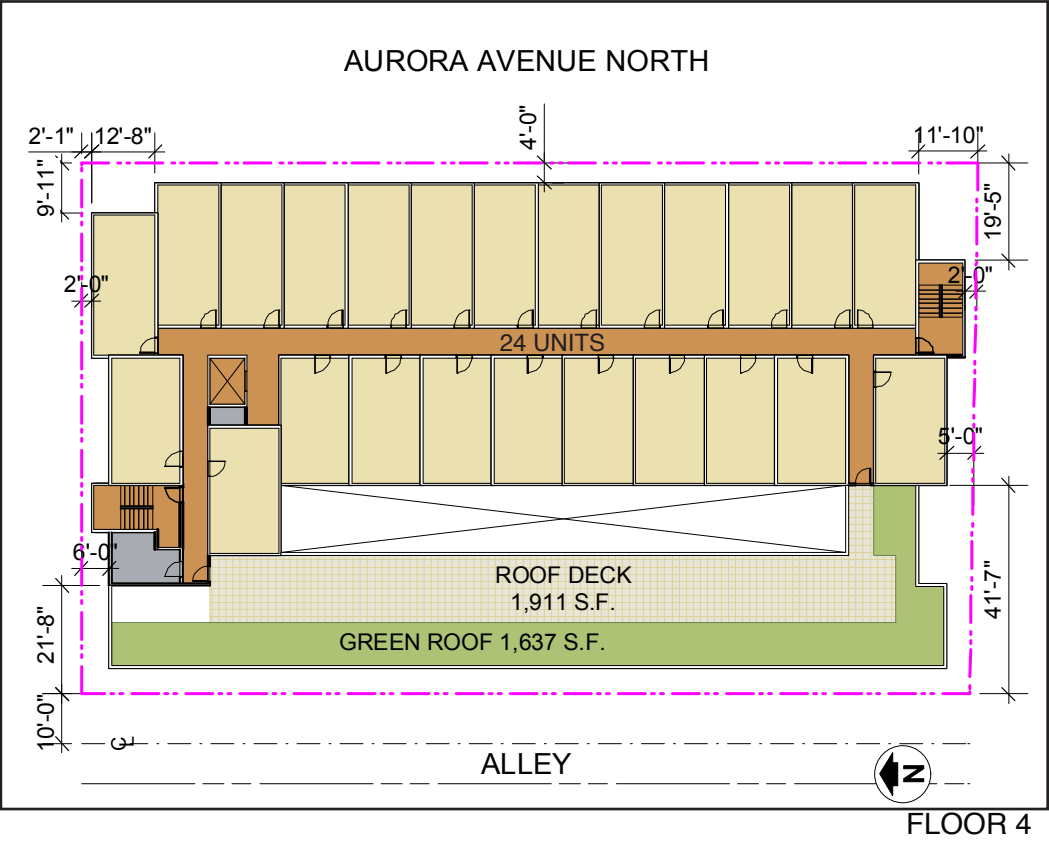 AURORA AVENUE NORTH
2'-1"
12'-8"
4'-0"
11'-10"
9'-11"
19'-5"
2'-0"
2'-0"
24 UNITS
5'-0"
6'-0"
ROOF DECK
1,911 S.F.
41'-7"
21'-8"
GREEN ROOF 1,637 S.F.
10'-0"
CL
ALLEY
N
FLOOR 4